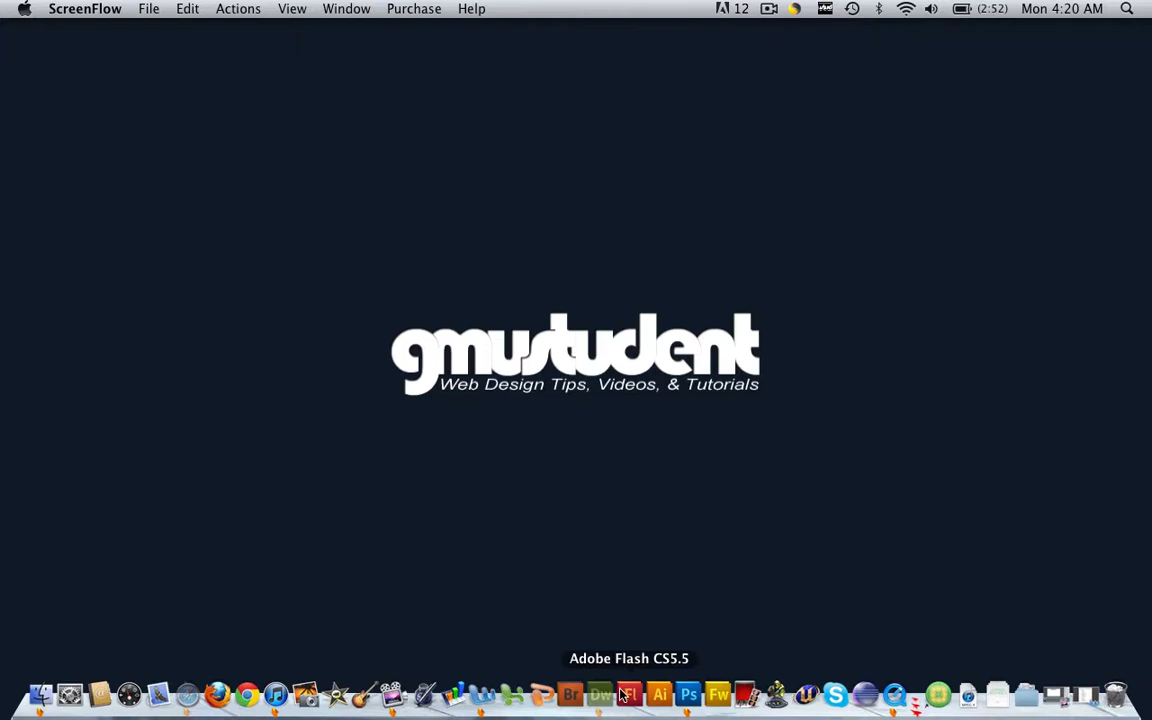 ScreenFlow File Edit Actions View Window Purchase Help 12 (2:52) Mon 4:20 AM
gmustudent
Web Design Tips, Videos, & Tutorials
Adobe Flash CS5.5
Br Dw Fl Ai Ps Fw